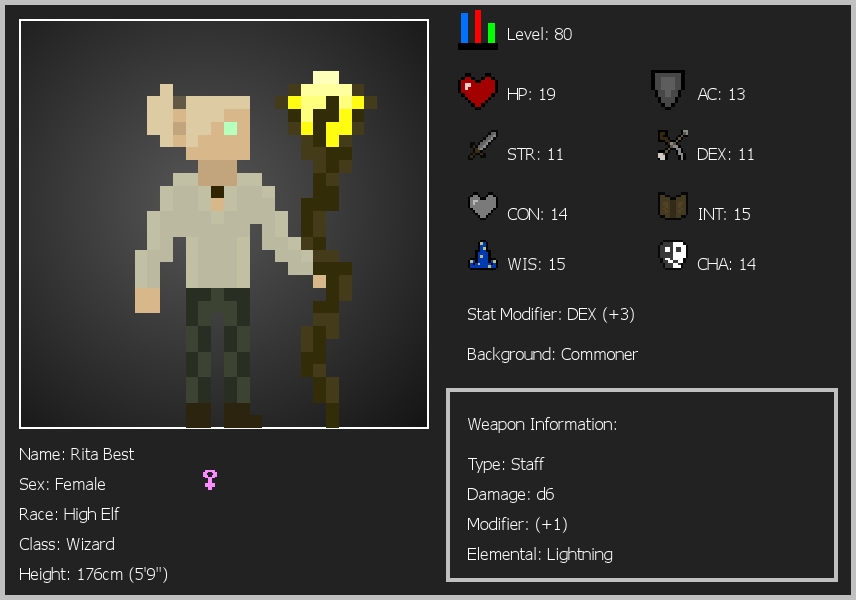 Level: 80
HP: 19
AC: 13
STR: 11
DEX: 11
CON: 14
INT: 15
WIS: 15
CHA: 14
Stat Modifier: DEX (+3)
Background: Commoner
Weapon Information:
Type: Staff
Damage: d6
Modifier: (+1)
Elemental: Lightning
Name: Rita Best
Sex: Female
Race: High Elf
Class: Wizard
Height: 176cm (5'9")